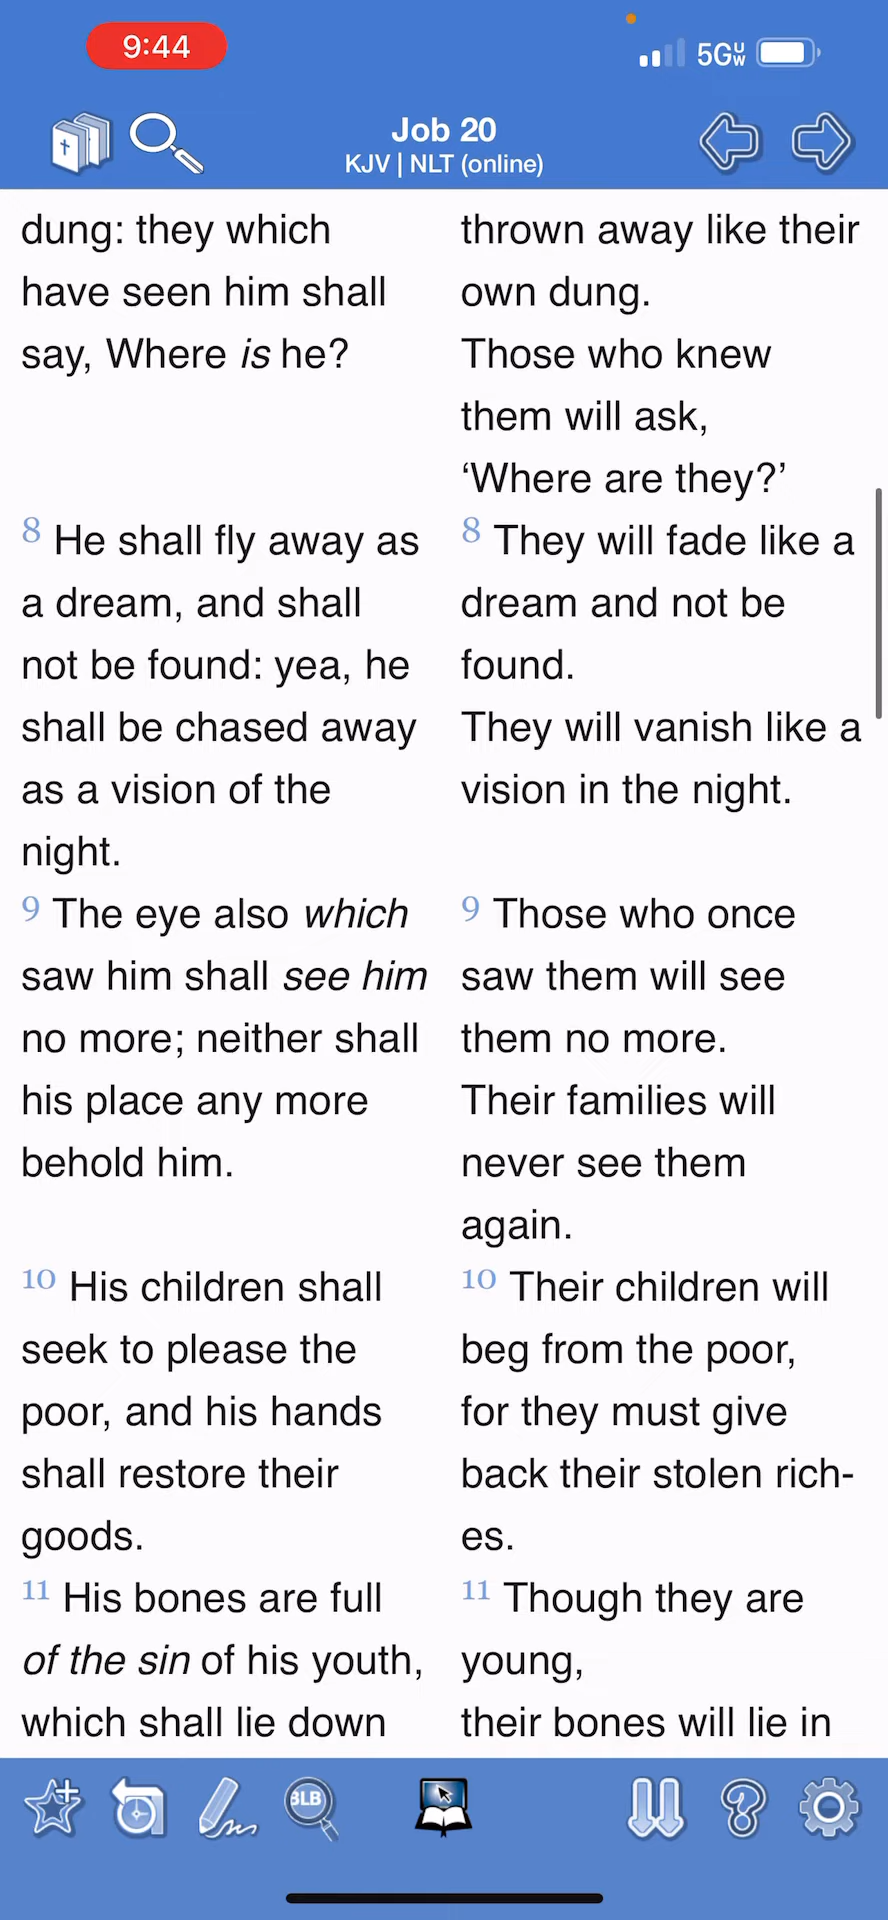 9:44
5GUW
Job 20
KJV | NLT (online)
dung: they which
have seen him shall
say, Where is he?
8 He shall fly away as
a dream, and shall
not be found: yea, he
shall be chased away
as a vision of the
night.
9 The eye also which
saw him shall see him
no more; neither shall
his place any more
behold him.
10 His children shall
seek to please the
poor, and his hands
shall restore their
goods.
11 His bones are full
of the sin of his youth,
which shall lie down
thrown away like their
own dung.
Those who knew
them will ask,
‘Where are they?’
8 They will fade like a
dream and not be
found.
They will vanish like a
vision in the night.
9 Those who once
saw them will see
them no more.
Their families will
never see them
again.
10 Their children will
beg from the poor,
for they must give
back their stolen rich-
es.
11 Though they are
young,
their bones will lie in
BLB